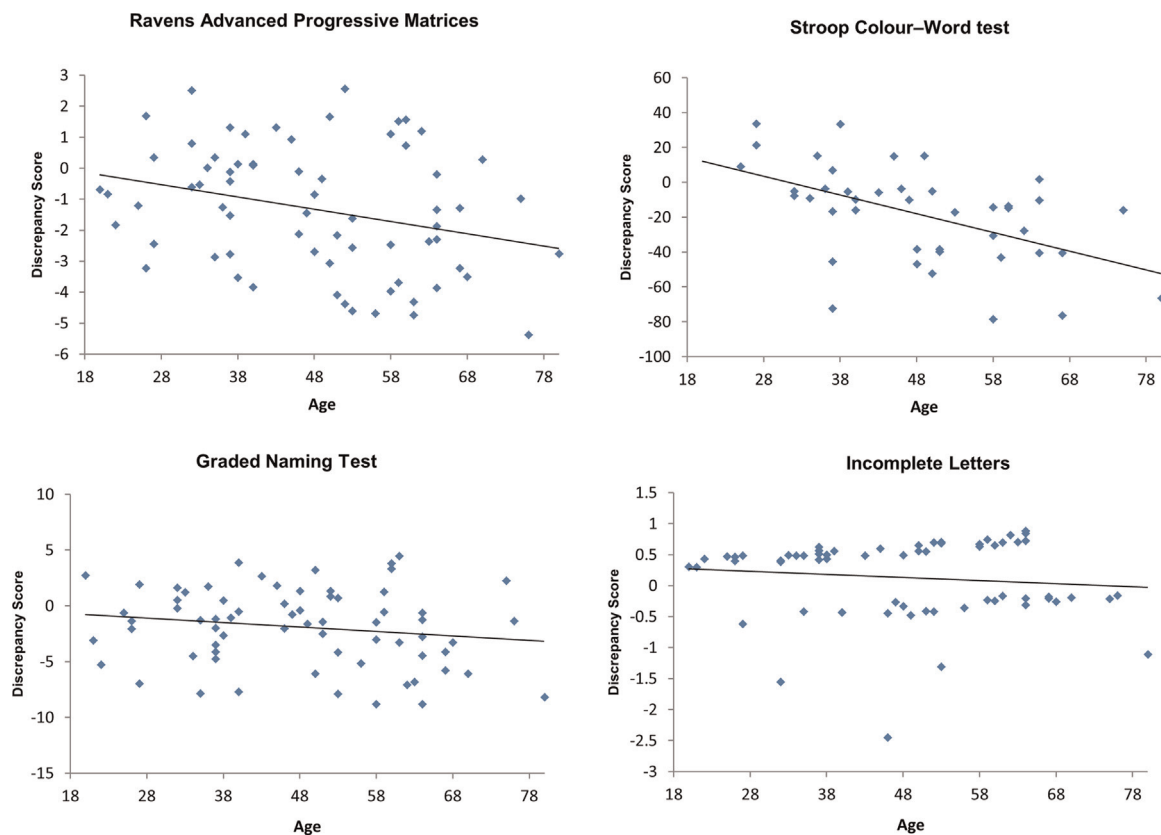 Ravens Advanced Progressive Matrices
Discrepancy Score
3
2
1
0
-1
-2
-3
-4
-5
-6
18 28 38 48 58 68 78
Age
Stroop Colour–Word test
Discrepancy Score
60
40
20
0
-20
-40
-60
-80
-100
18 28 38 48 58 68 78
Age
Graded Naming Test
Discrepancy Score
10
5
0
-5
-10
-15
18 28 38 48 58 68 78
Age
Incomplete Letters
Discrepancy Score
1.5
1
0.5
0
-0.5
-1
-1.5
-2
-2.5
-3
18 28 38 48 58 68 78
Age